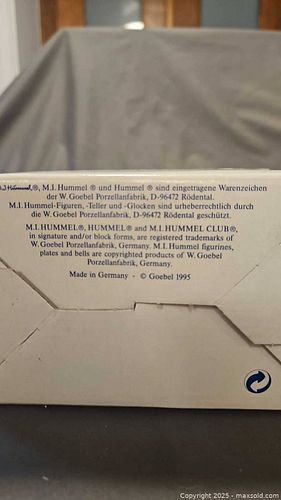 M.J.Hummel ®, M.I. Hummel ® und Hummel ® sind eingetragene Warenzeichen
der W. Goebel Porzellanfabrik, D-96472 Rödental.
M.I. Hummel-Figuren, -Teller und -Glocken sind urheberrechtlich durch
die W. Goebel Porzellanfabrik, D-96472 Rödental geschützt.
M.I. HUMMEL®, HUMMEL® and M.I. HUMMEL CLUB®,
in signature and/or block forms, are registered trademarks of
W. Goebel Porzellanfabrik, Germany. M.I. Hummel figurines,
plates and bells are copyrighted products of W. Goebel
Porzellanfabrik, Germany.
Made in Germany - © Goebel 1995
Copyright 2025 - maxsold.com